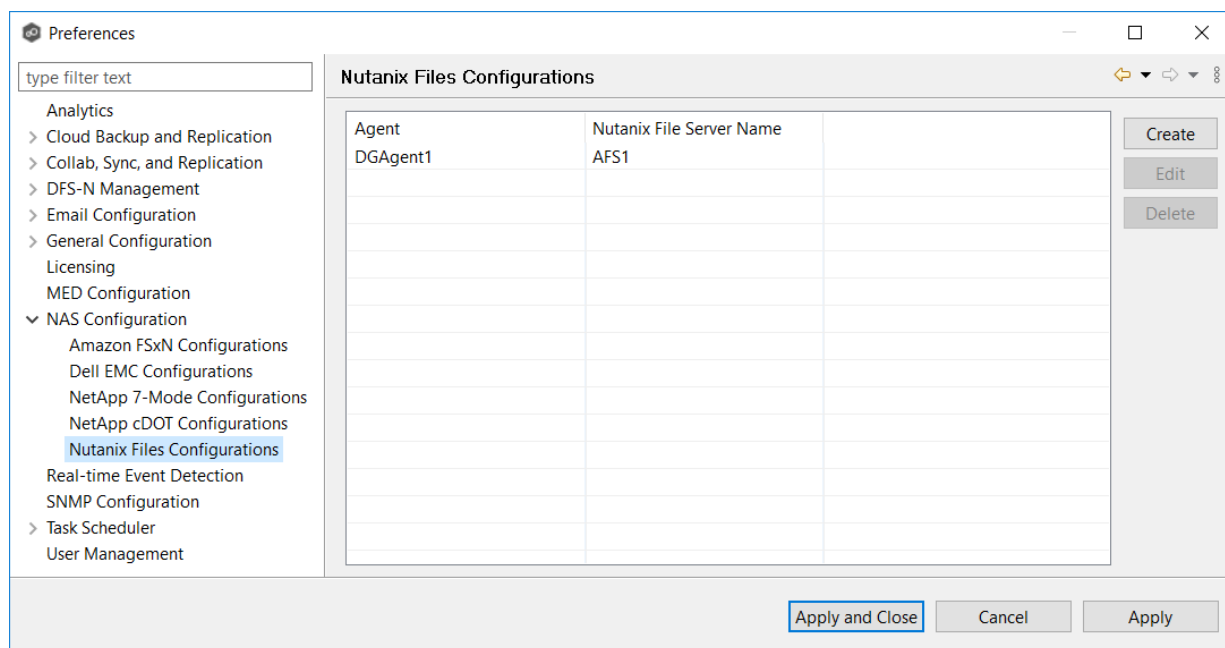 Preferences
type filter text
Analytics
Cloud Backup and Replication
Collab, Sync, and Replication
DFS-N Management
Email Configuration
General Configuration
Licensing
MED Configuration
NAS Configuration
Amazon FSxN Configurations
Dell EMC Configurations
NetApp 7-Mode Configurations
NetApp cDOT Configurations
Nutanix Files Configurations
Real-time Event Detection
SNMP Configuration
Task Scheduler
User Management
Nutanix Files Configurations
Agent Nutanix File Server Name
DGAgent1 AFS1
Create
Edit
Delete
Apply and Close Cancel Apply